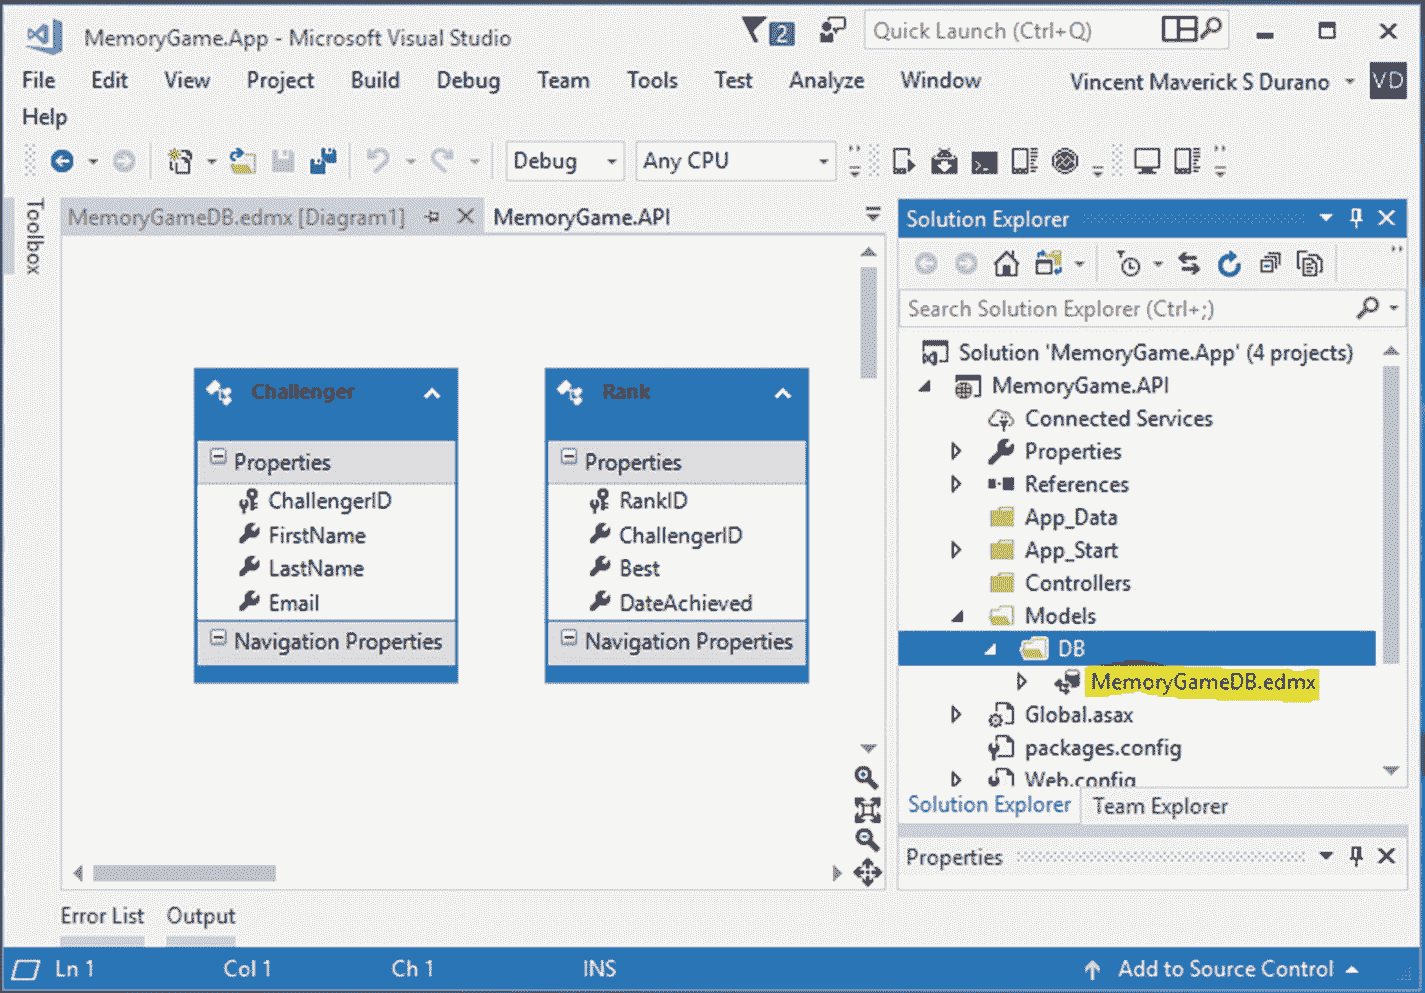 MemoryGame.App - Microsoft Visual Studio
2
Quick Launch (Ctrl+Q)
File Edit View Project Build Debug Team Tools Test Analyze Window Vincent Maverick S Durano VD
Help
Debug Any CPU
Toolbox
MemoryGameDB.edmx [Diagram1] MemoryGame.API
Challenger
Properties
ChallengerID
FirstName
LastName
Email
Navigation Properties
Rank
Properties
RankID
ChallengerID
Best
DateAchieved
Navigation Properties
Solution Explorer
Search Solution Explorer (Ctrl+;)
Solution 'MemoryGame.App' (4 projects)
MemoryGame.API
Connected Services
Properties
References
App_Data
App_Start
Controllers
Models
DB
MemoryGameDB.edmx
Global.asax
packages.config
Web.config
Solution Explorer Team Explorer
Properties
Error List Output
Ln 1 Col 1 Ch 1 INS Add to Source Control